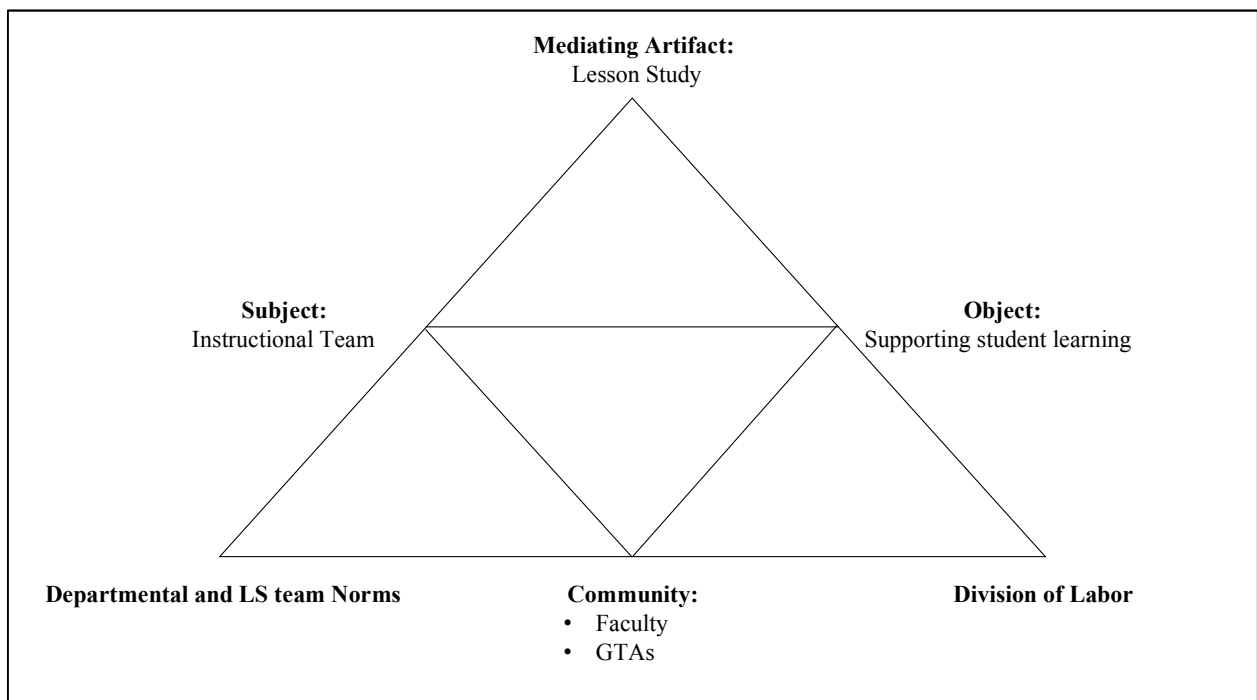 Mediating Artifact:
Lesson Study
Subject:
Instructional Team
Object:
Supporting student learning
Departmental and LS team Norms
Community:
• Faculty
• GTAs
Division of Labor